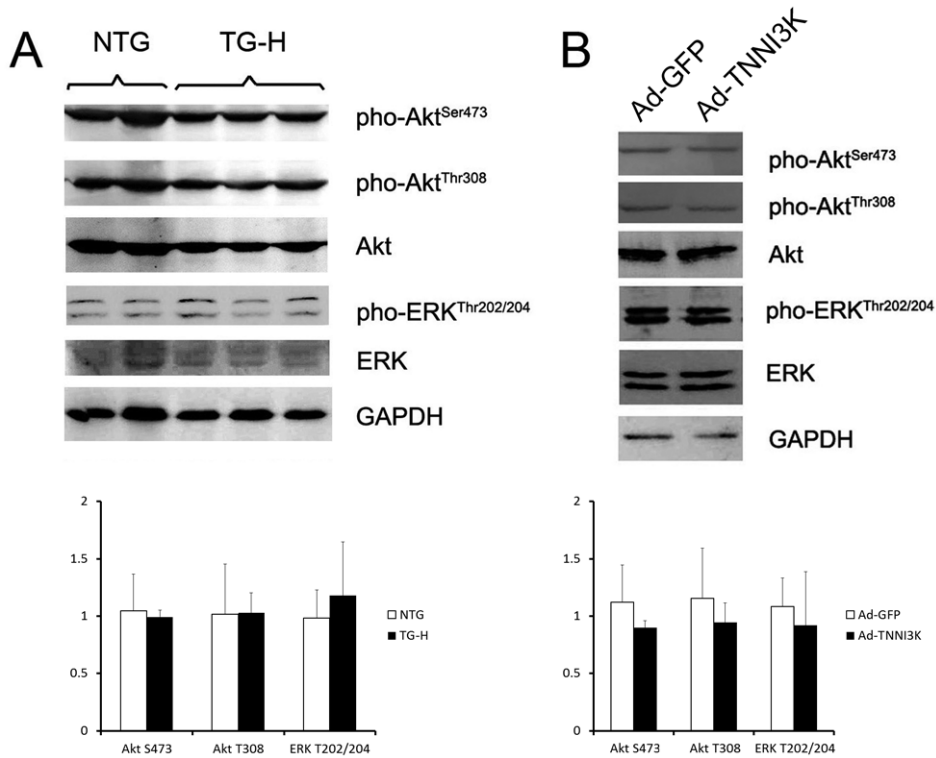 A
NTG TG-H
pho-Akt^Ser473
pho-Akt^Thr308
Akt
pho-ERK^Thr202/204
ERK
GAPDH
2
1.5
1
0.5
0
Akt S473 Akt T308 ERK T202/204
NTG
TG-H
B
Ad-GFP
Ad-TNNI3K
pho-Akt^Ser473
pho-Akt^Thr308
Akt
pho-ERK^Thr202/204
ERK
GAPDH
2
1.5
1
0.5
0
Akt S473 Akt T308 ERK T202/204
Ad-GFP
Ad-TNNI3K